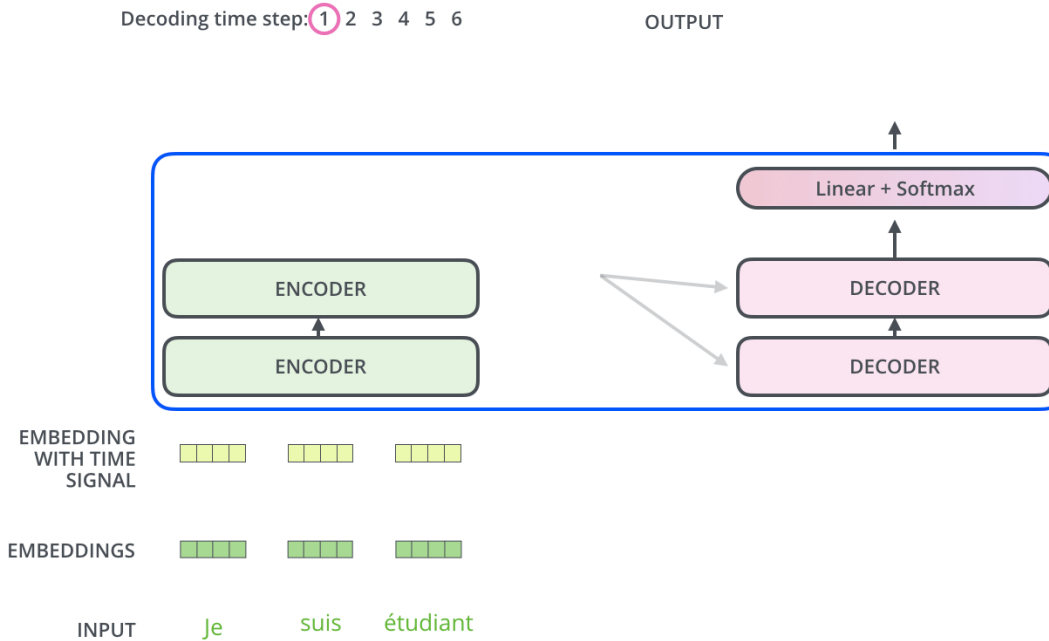 Decoding time step: 1 2 3 4 5 6
OUTPUT
Linear + Softmax
ENCODER
DECODER
ENCODER
DECODER
EMBEDDING
WITH TIME
SIGNAL
EMBEDDINGS
INPUT
Je suis étudiant